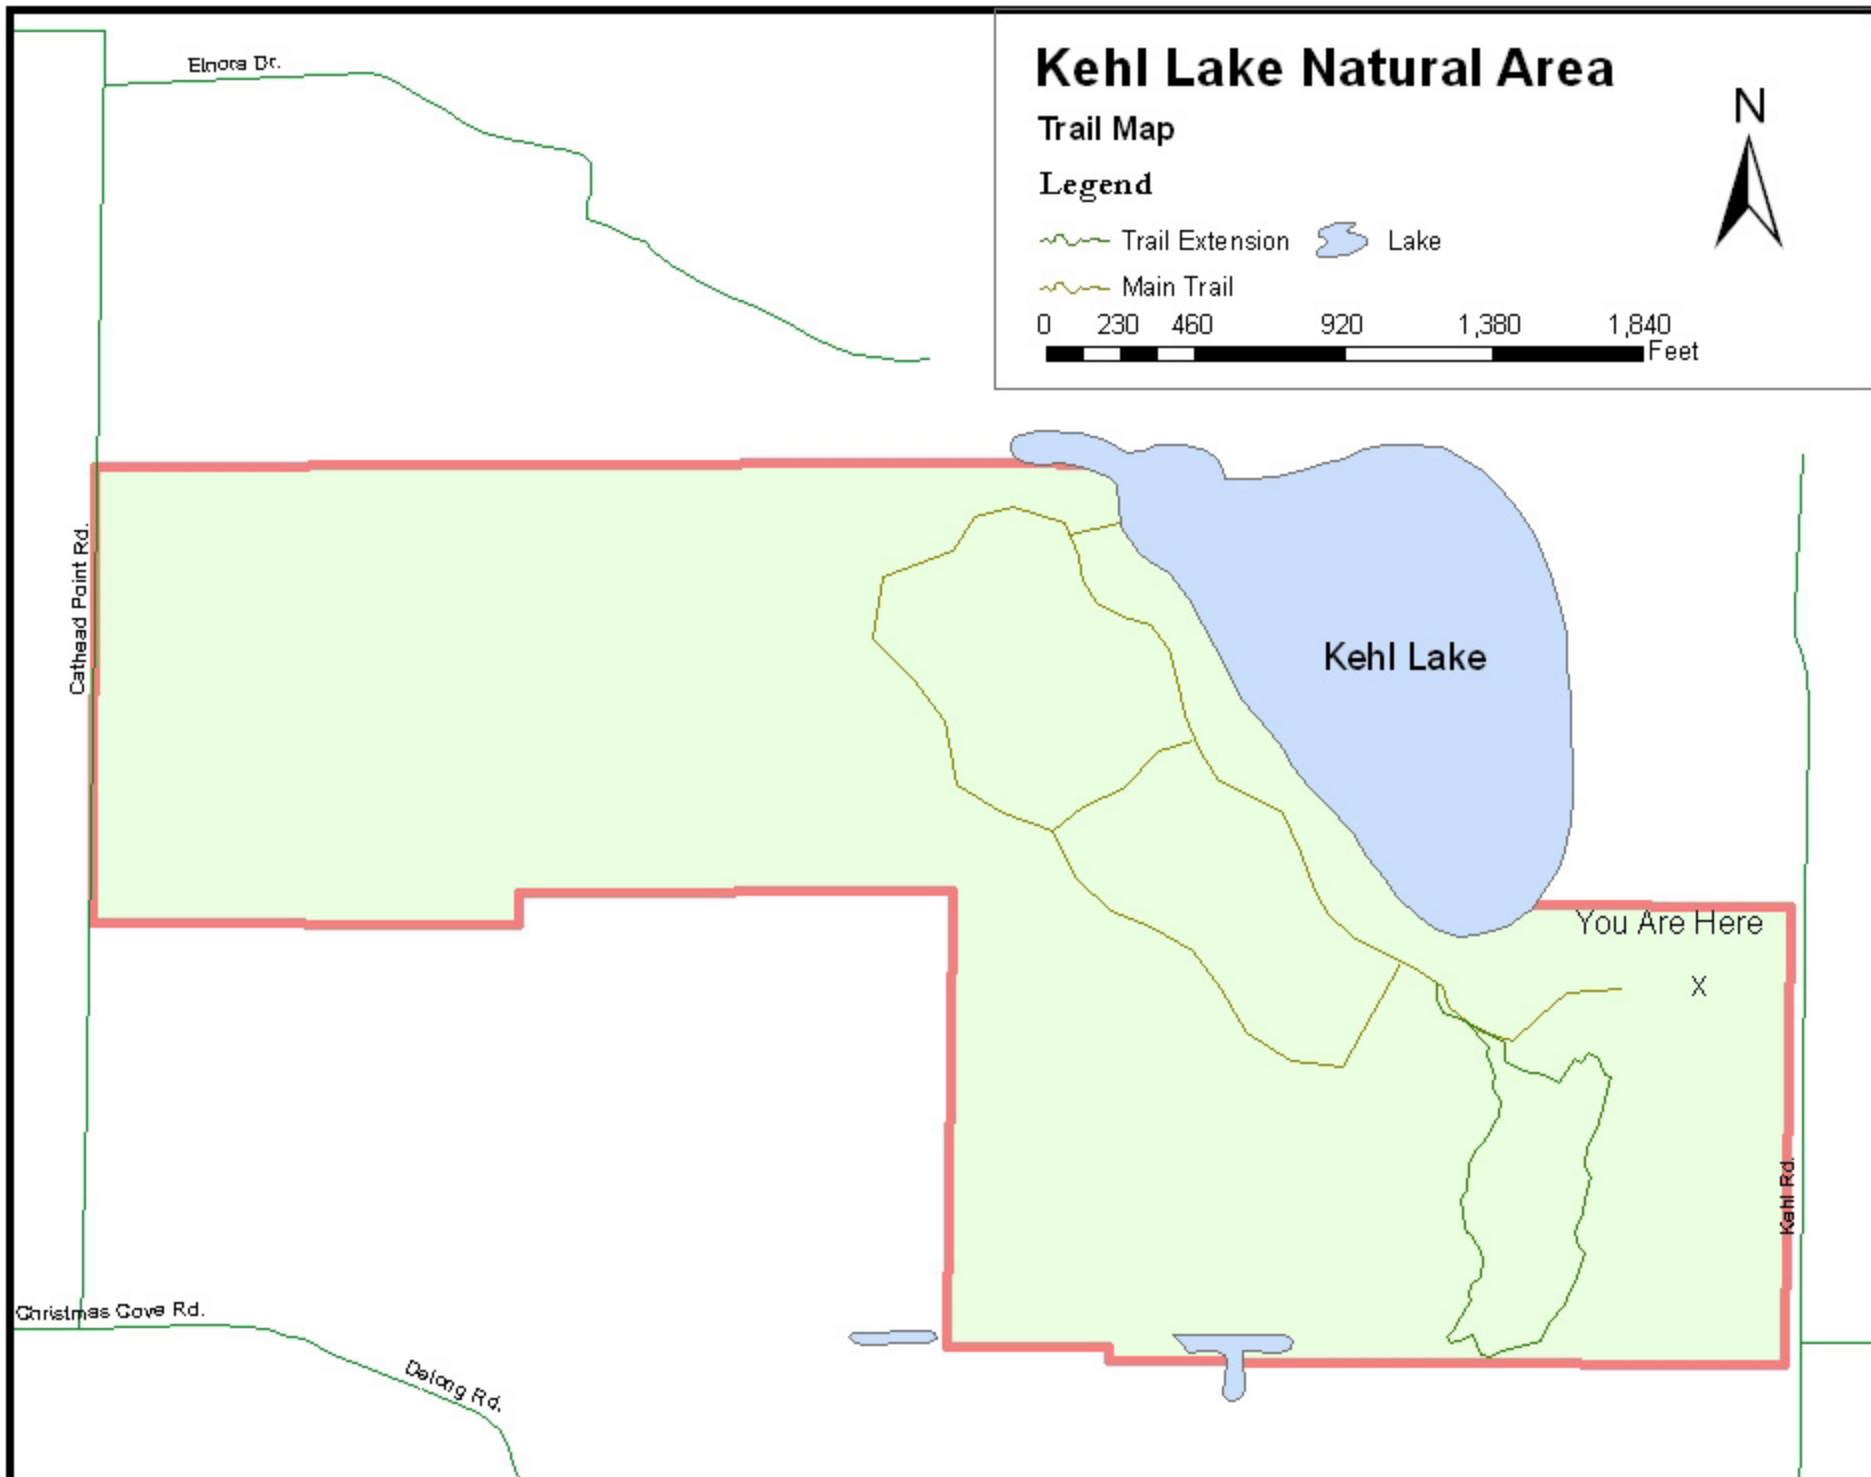 Elnora Dr.
Kehl Lake Natural Area
Trail Map
N
Legend
Trail Extension
Lake
Main Trail
0 230 460 920 1,380 1,840
Feet
Cathead Point Rd.
Kehl Lake
You Are Here
X
Kehl Rd.
Christmas Cove Rd.
Delong Rd.